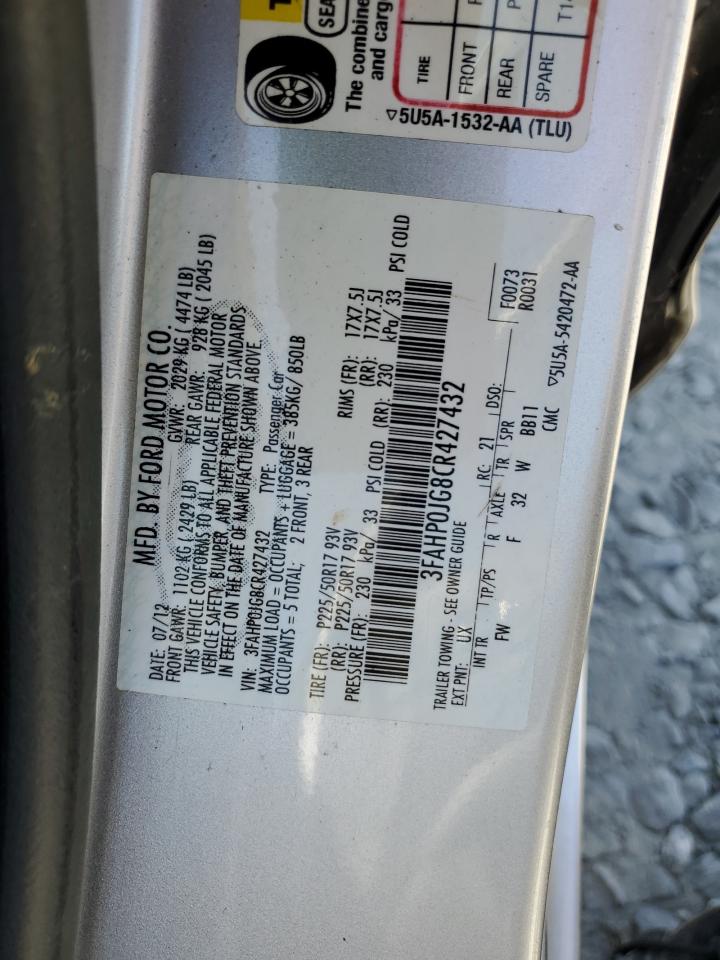 SEA
The combine
and carg
TIRE
FRONT
REAR
SPARE
T1
▽5U5A-1532-AA (TLU)
MFD. BY FORD MOTOR CO.
DATE: 07/12 GVWR: 2029 KG ( 4474 LB)
FRONT GAWR: 1102 KG ( 2429 LB) REAR GAWR: 928 KG ( 2045 LB)
THIS VEHICLE CONFORMS TO ALL APPLICABLE FEDERAL MOTOR
VEHICLE SAFETY, BUMPER, AND THEFT PREVENTION STANDARDS
IN EFFECT ON THE DATE OF MANUFACTURE SHOWN ABOVE.
VIN: 3FAHP0JG8CR427432 TYPE: Passenger Car
MAXIMUM LOAD = OCCUPANTS + LUGGAGE = 385KG/ 850LB
OCCUPANTS = 5 TOTAL; 2 FRONT, 3 REAR
TIRE (FR): P225/50R17 93V RIMS (FR): 17X7.5J
(RR): P225/50R17 93V (RR): 17X7.5J
PRESSURE (FR): 230 kPa/ 33 PSI COLD (RR): 230 kPa/ 33 PSI COLD
3FAHP0JG8CR427432
TRAILER TOWING - SEE OWNER GUIDE F0073
EXT PNT: UX RC: 21 DSO: R0031
INT TR TP/PS R AXLE TR SPR
FW F 32 W BB11
CMC ▽5U5A-5420472-AA